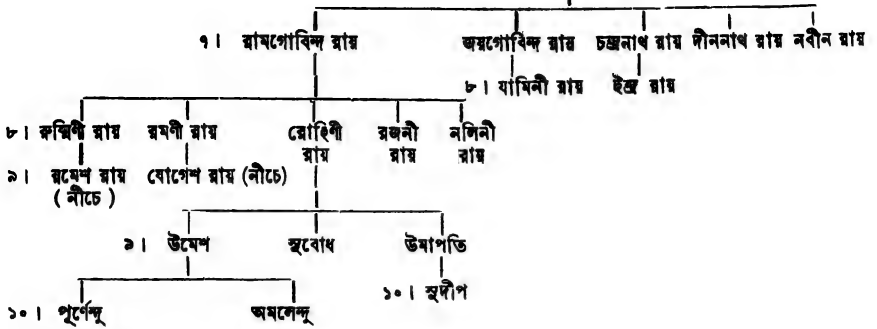 ৭। রামগোবিন্দ রায় জয়গোবিন্দ রায় চন্দ্রনাথ রায় দীননাথ রায় নবীন রায়
৮। যামিনী রায় ইন্দ্র রায়
৮। রুক্মিণী রায় রমণী রায় রোহিণী রজনী নলিনী
রায় রায় রায়
৯। রমেশ রায় যোগেশ রায় (নীচে)
(নীচে)
৯। উমেশ সুবোধ উমাপতি
১০। সুদীপ
১০। পূর্ণেন্দু অমলেন্দু